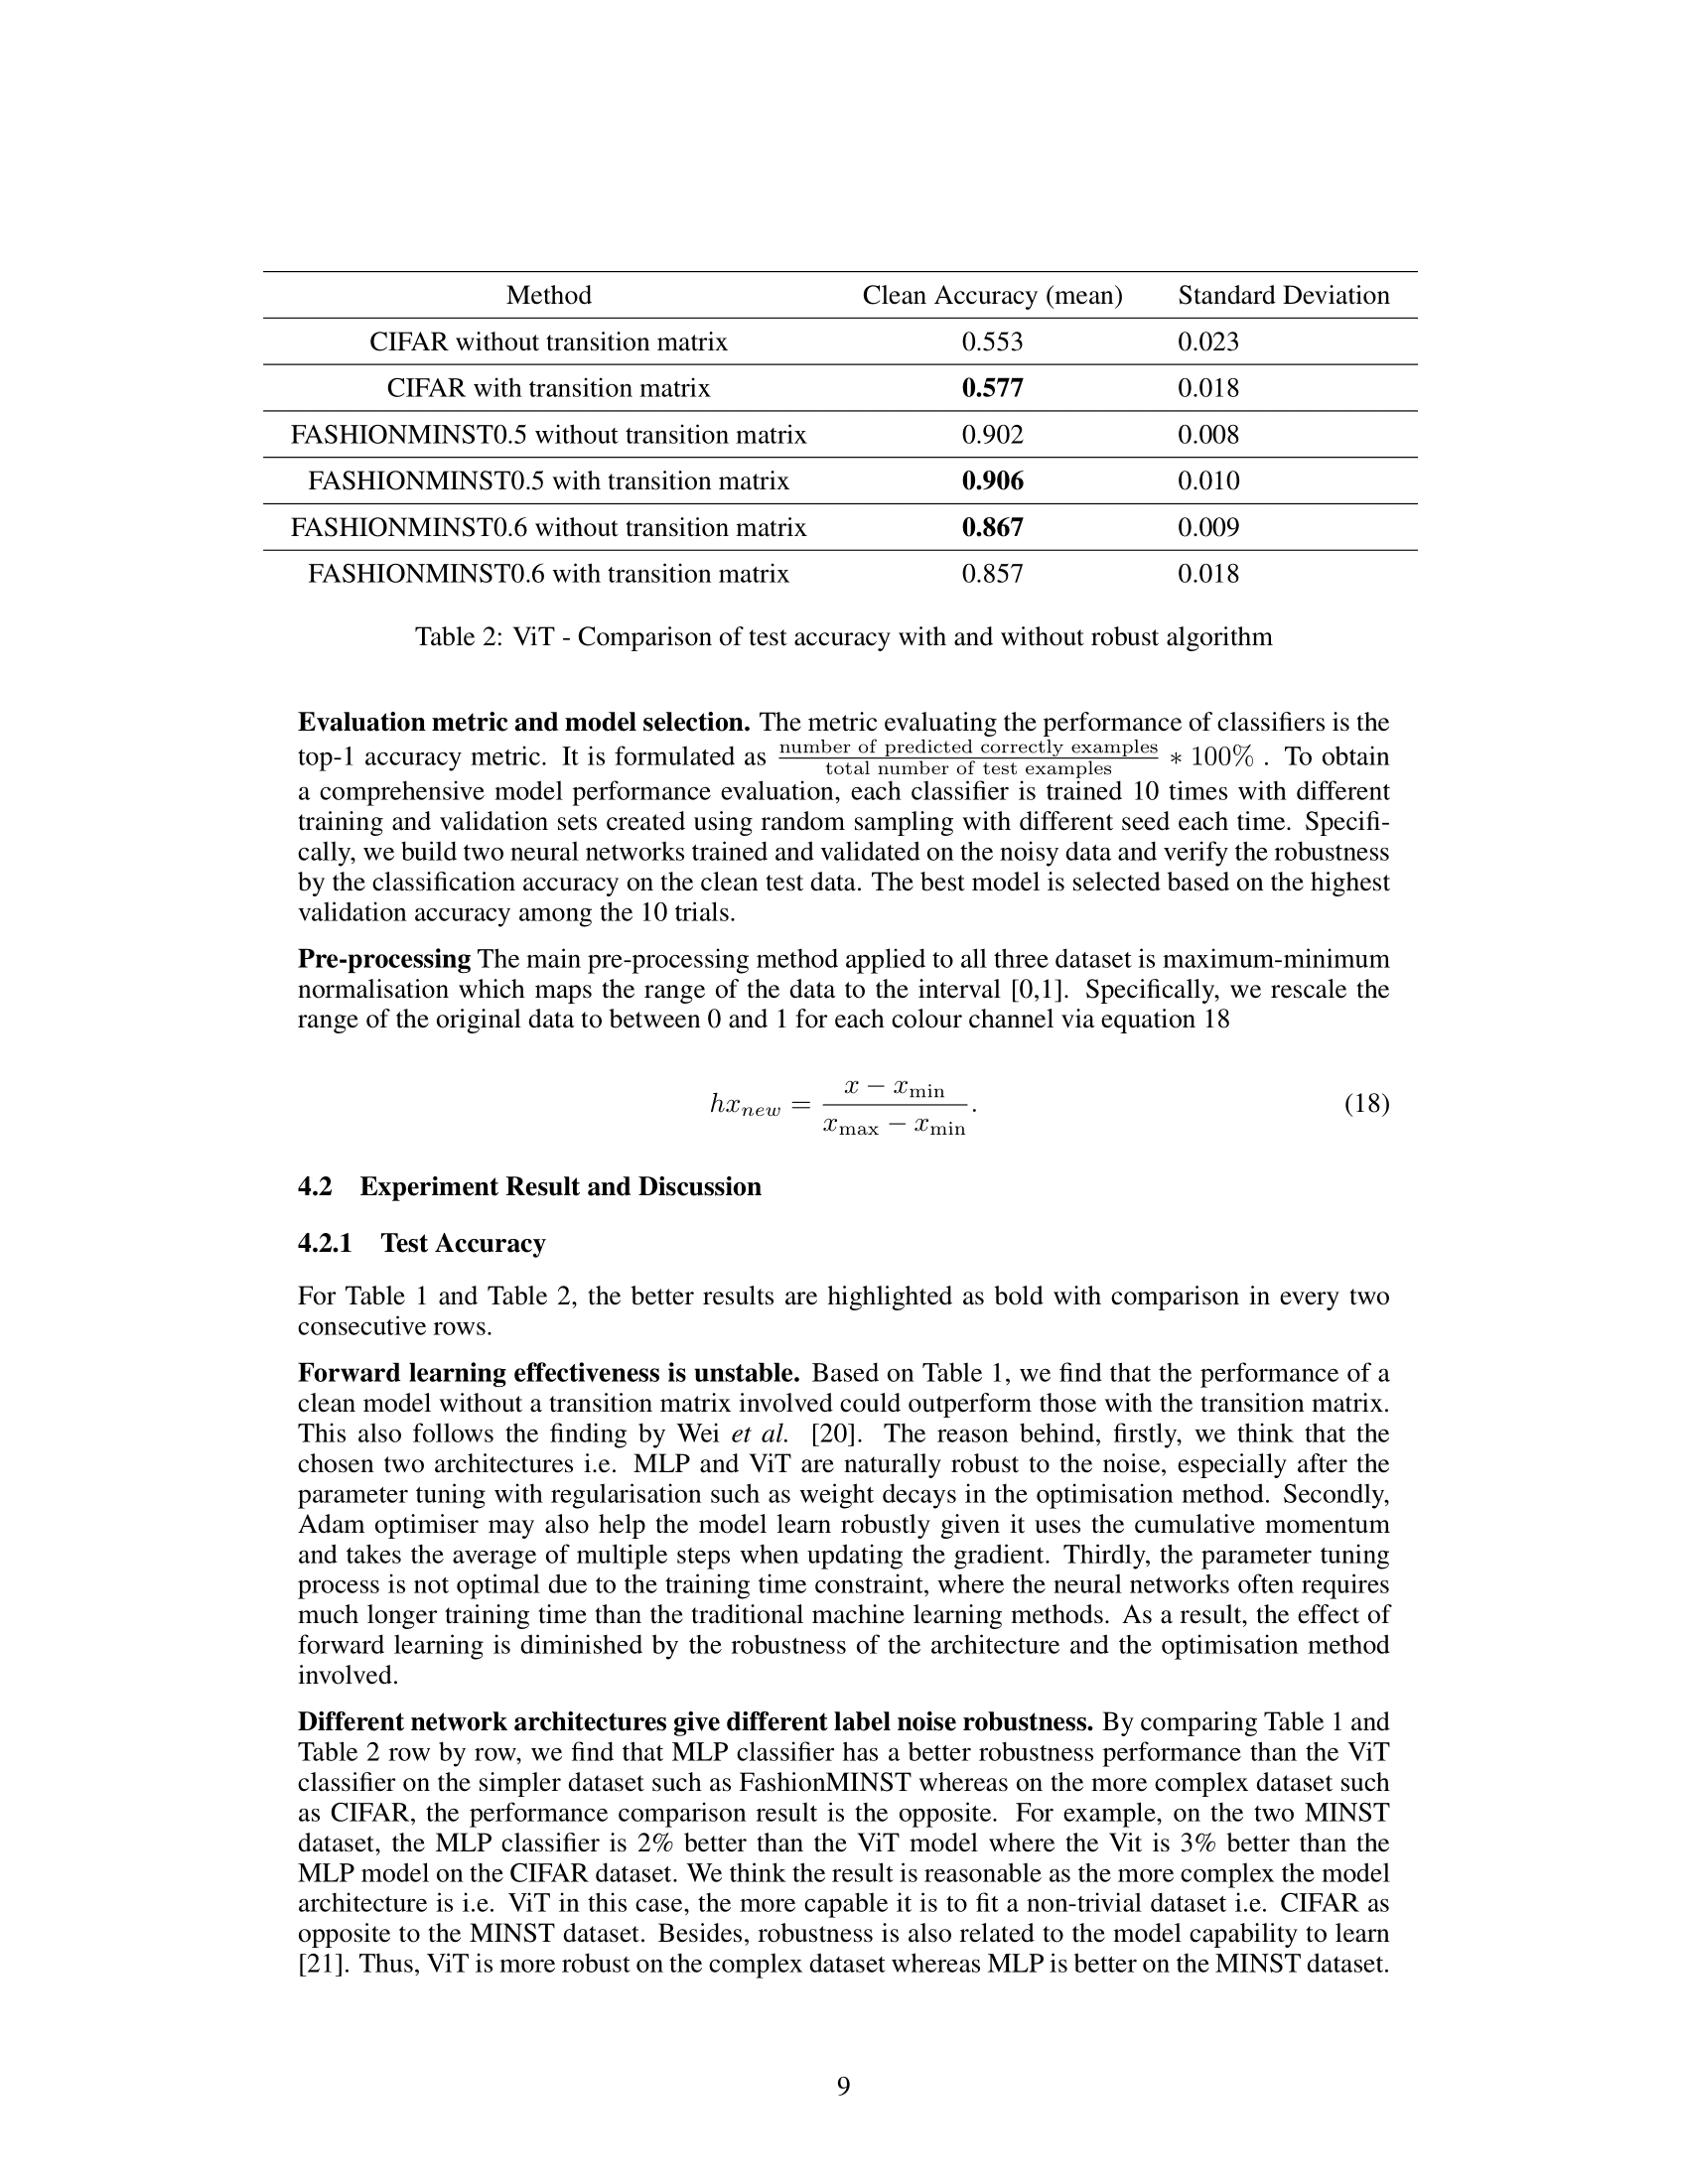 Method Clean Accuracy (mean) Standard Deviation
CIFAR without transition matrix 0.553 0.023
CIFAR with transition matrix 0.577 0.018
FASHIONMINST0.5 without transition matrix 0.902 0.008
FASHIONMINST0.5 with transition matrix 0.906 0.010
FASHIONMINST0.6 without transition matrix 0.867 0.009
FASHIONMINST0.6 with transition matrix 0.857 0.018
Table 2: ViT - Comparison of test accuracy with and without robust algorithm
Evaluation metric and model selection. The metric evaluating the performance of classifiers is the
top-1 accuracy metric. It is formulated as number of predicted correctly examples / total number of test examples ∗ 100% . To obtain
a comprehensive model performance evaluation, each classifier is trained 10 times with different
training and validation sets created using random sampling with different seed each time. Specifi-
cally, we build two neural networks trained and validated on the noisy data and verify the robustness
by the classification accuracy on the clean test data. The best model is selected based on the highest
validation accuracy among the 10 trials.
Pre-processing The main pre-processing method applied to all three dataset is maximum-minimum
normalisation which maps the range of the data to the interval [0,1]. Specifically, we rescale the
range of the original data to between 0 and 1 for each colour channel via equation 18
hx_new = (x − x_min) / (x_max − x_min). (18)
4.2 Experiment Result and Discussion
4.2.1 Test Accuracy
For Table 1 and Table 2, the better results are highlighted as bold with comparison in every two
consecutive rows.
Forward learning effectiveness is unstable. Based on Table 1, we find that the performance of a
clean model without a transition matrix involved could outperform those with the transition matrix.
This also follows the finding by Wei et al. [20]. The reason behind, firstly, we think that the
chosen two architectures i.e. MLP and ViT are naturally robust to the noise, especially after the
parameter tuning with regularisation such as weight decays in the optimisation method. Secondly,
Adam optimiser may also help the model learn robustly given it uses the cumulative momentum
and takes the average of multiple steps when updating the gradient. Thirdly, the parameter tuning
process is not optimal due to the training time constraint, where the neural networks often requires
much longer training time than the traditional machine learning methods. As a result, the effect of
forward learning is diminished by the robustness of the architecture and the optimisation method
involved.
Different network architectures give different label noise robustness. By comparing Table 1 and
Table 2 row by row, we find that MLP classifier has a better robustness performance than the ViT
classifier on the simpler dataset such as FashionMINST whereas on the more complex dataset such
as CIFAR, the performance comparison result is the opposite. For example, on the two MINST
dataset, the MLP classifier is 2% better than the ViT model where the Vit is 3% better than the
MLP model on the CIFAR dataset. We think the result is reasonable as the more complex the model
architecture is i.e. ViT in this case, the more capable it is to fit a non-trivial dataset i.e. CIFAR as
opposite to the MINST dataset. Besides, robustness is also related to the model capability to learn
[21]. Thus, ViT is more robust on the complex dataset whereas MLP is better on the MINST dataset.
9